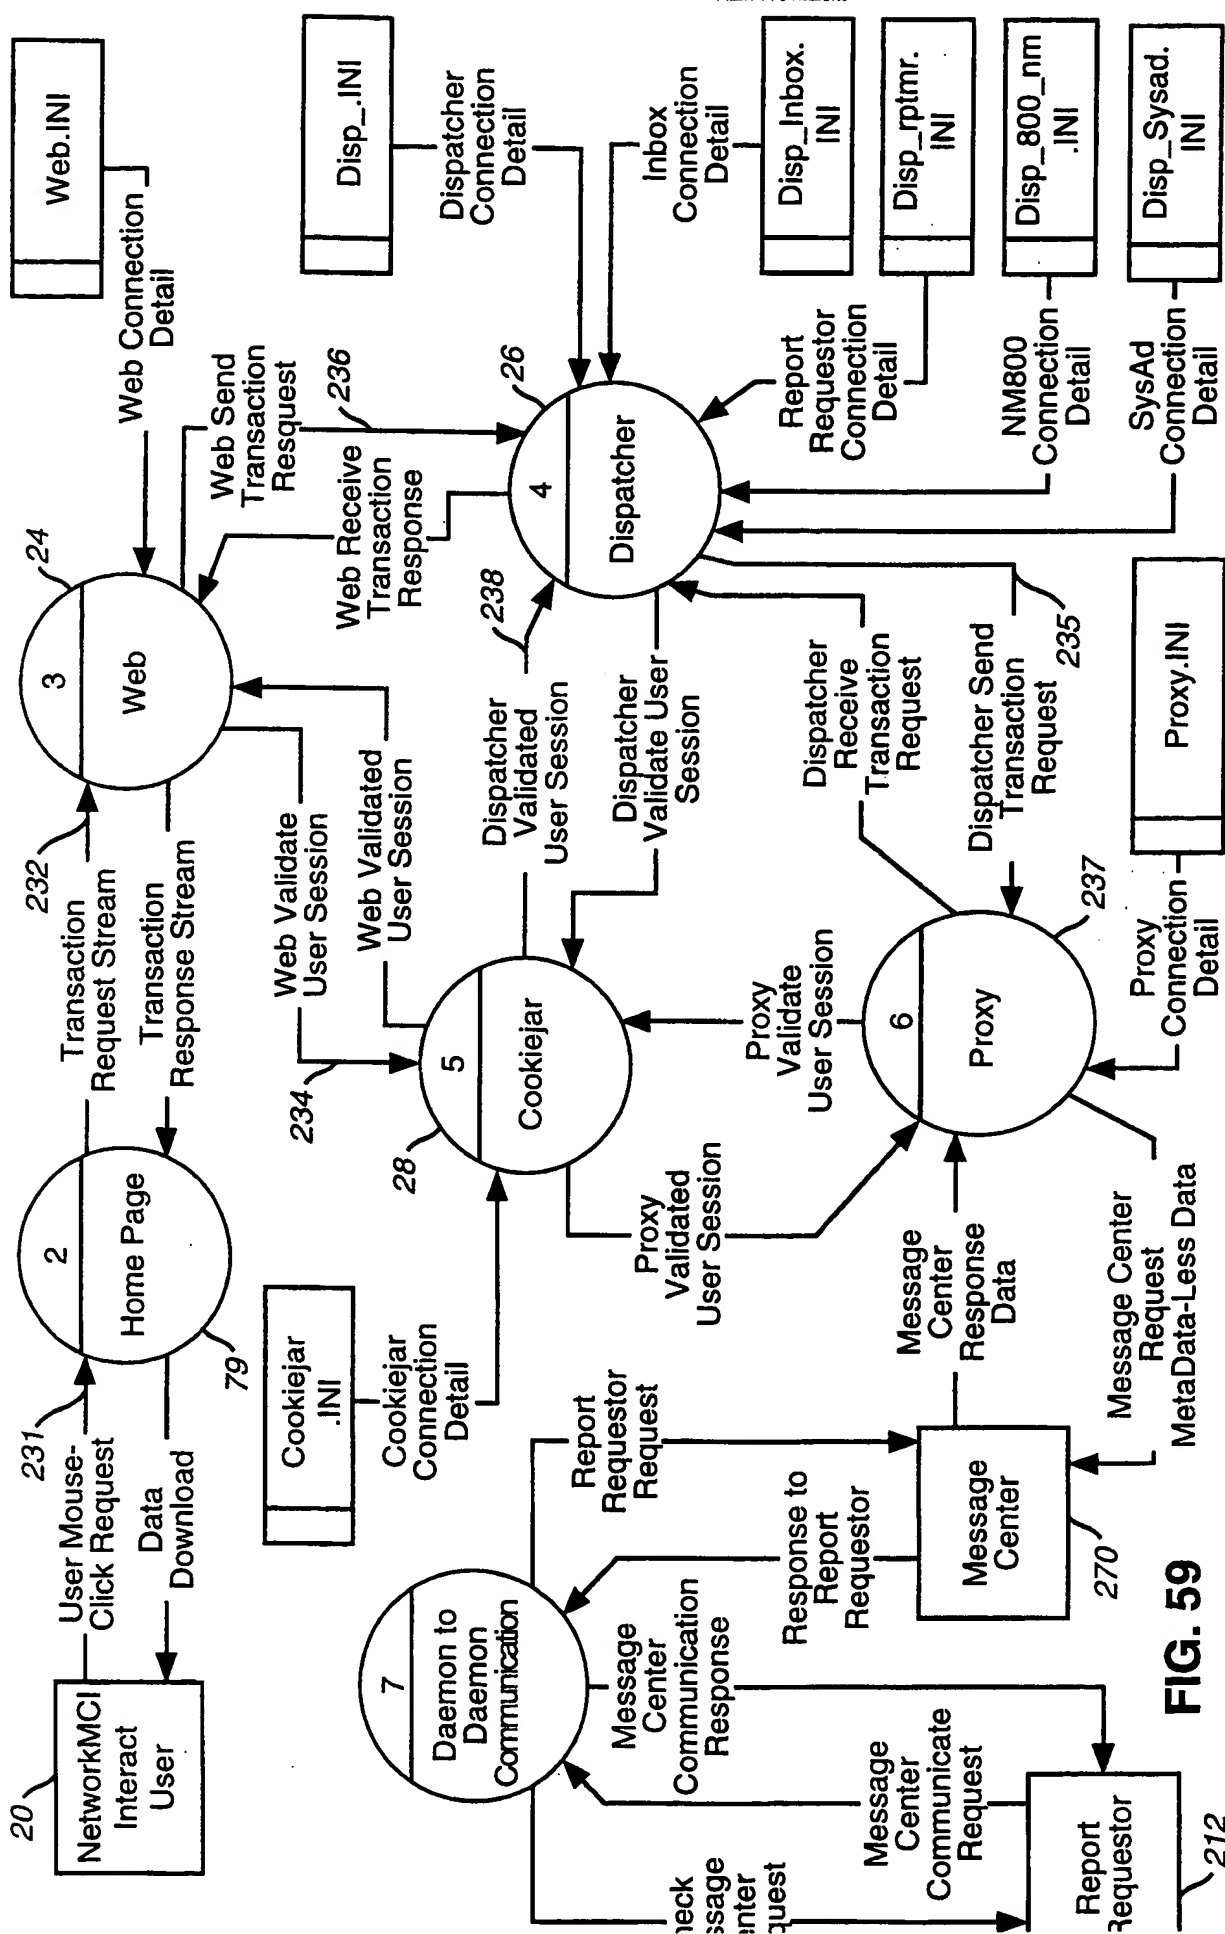 20
NetworkMCI
Interact
User
User Mouse-
Click Request
231
Data
Download
2
Home Page
79
Transaction
Request Stream
232
Transaction
Response Stream
3
Web
24
Web Connection
Detail
Web.INI
Web Send
Transaction
Resquest
236
Web Receive
Transaction
Response
Web Validate
User Session
234
Web Validated
User Session
Cookiejar
.INI
Cookiejar
Connection
Detail
28
5
Cookiejar
Dispatcher
Validated
User Session
238
Dispatcher
Validate User
Session
4
Dispatcher
26
Disp_.INI
Dispatcher
Connection
Detail
Inbox
Connection
Detail
Disp_Inbox.
INI
Report
Requestor
Connection
Detail
Disp_rptmr.
INI
NM800
Connection
Detail
Disp_800_nm
.INI
SysAd
Connection
Detail
Disp_Sysad.
INI
Dispatcher
Receive
Transaction
Request
Dispatcher Send
Transaction
Request
235
Proxy
Validate
User Session
Proxy
Validated
User Session
6
Proxy
237
Proxy
Connection
Detail
Proxy.INI
Message
Center
Response
Data
Message Center
Request
MetaData-Less Data
7
Daemon to
Daemon
Communication
Report
Requestor
Request
Response to
Report
Requestor
Message
Center
270
Message
Center
Communication
Response
Message
Center
Communicate
Request
heck
ssage
enter
quest
Report
Requestor
212
FIG. 59